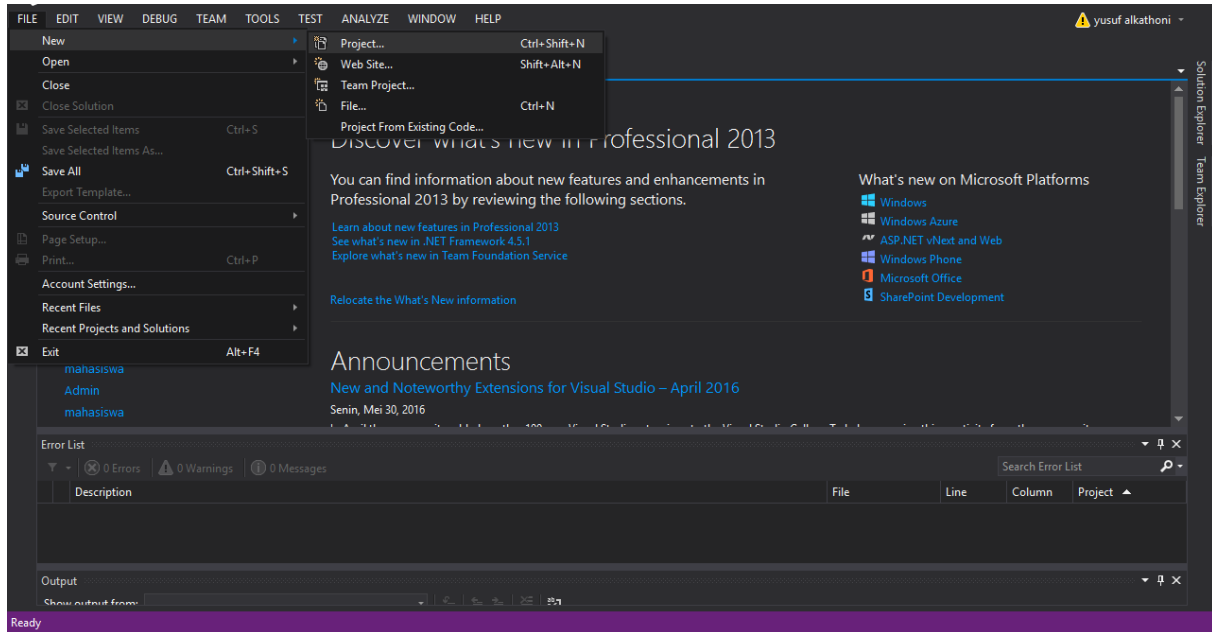 FILE EDIT VIEW DEBUG TEAM TOOLS TEST ANALYZE WINDOW HELP
yusuf alkathoni
New
Open
Close
Close Solution
Save Selected Items Ctrl+S
Save Selected Items As...
Save All Ctrl+Shift+S
Export Template...
Source Control
Page Setup...
Print... Ctrl+P
Account Settings...
Recent Files
Recent Projects and Solutions
Exit Alt+F4
Project... Ctrl+Shift+N
Web Site... Shift+Alt+N
Team Project...
File... Ctrl+N
Project From Existing Code...
mahasiswa
Admin
mahasiswa
Discover what's new in Professional 2013
You can find information about new features and enhancements in
Professional 2013 by reviewing the following sections.
Learn about new features in Professional 2013
See what's new in .NET Framework 4.5.1
Explore what's new in Team Foundation Service
Relocate the What's New information
What's new on Microsoft Platforms
Windows
Windows Azure
ASP.NET vNext and Web
Windows Phone
Microsoft Office
SharePoint Development
Announcements
New and Noteworthy Extensions for Visual Studio – April 2016
Senin, Mei 30, 2016
Solution Explorer
Team Explorer
Error List
0 Errors 0 Warnings 0 Messages
Search Error List
Description File Line Column Project
Output
Show output from:
Ready